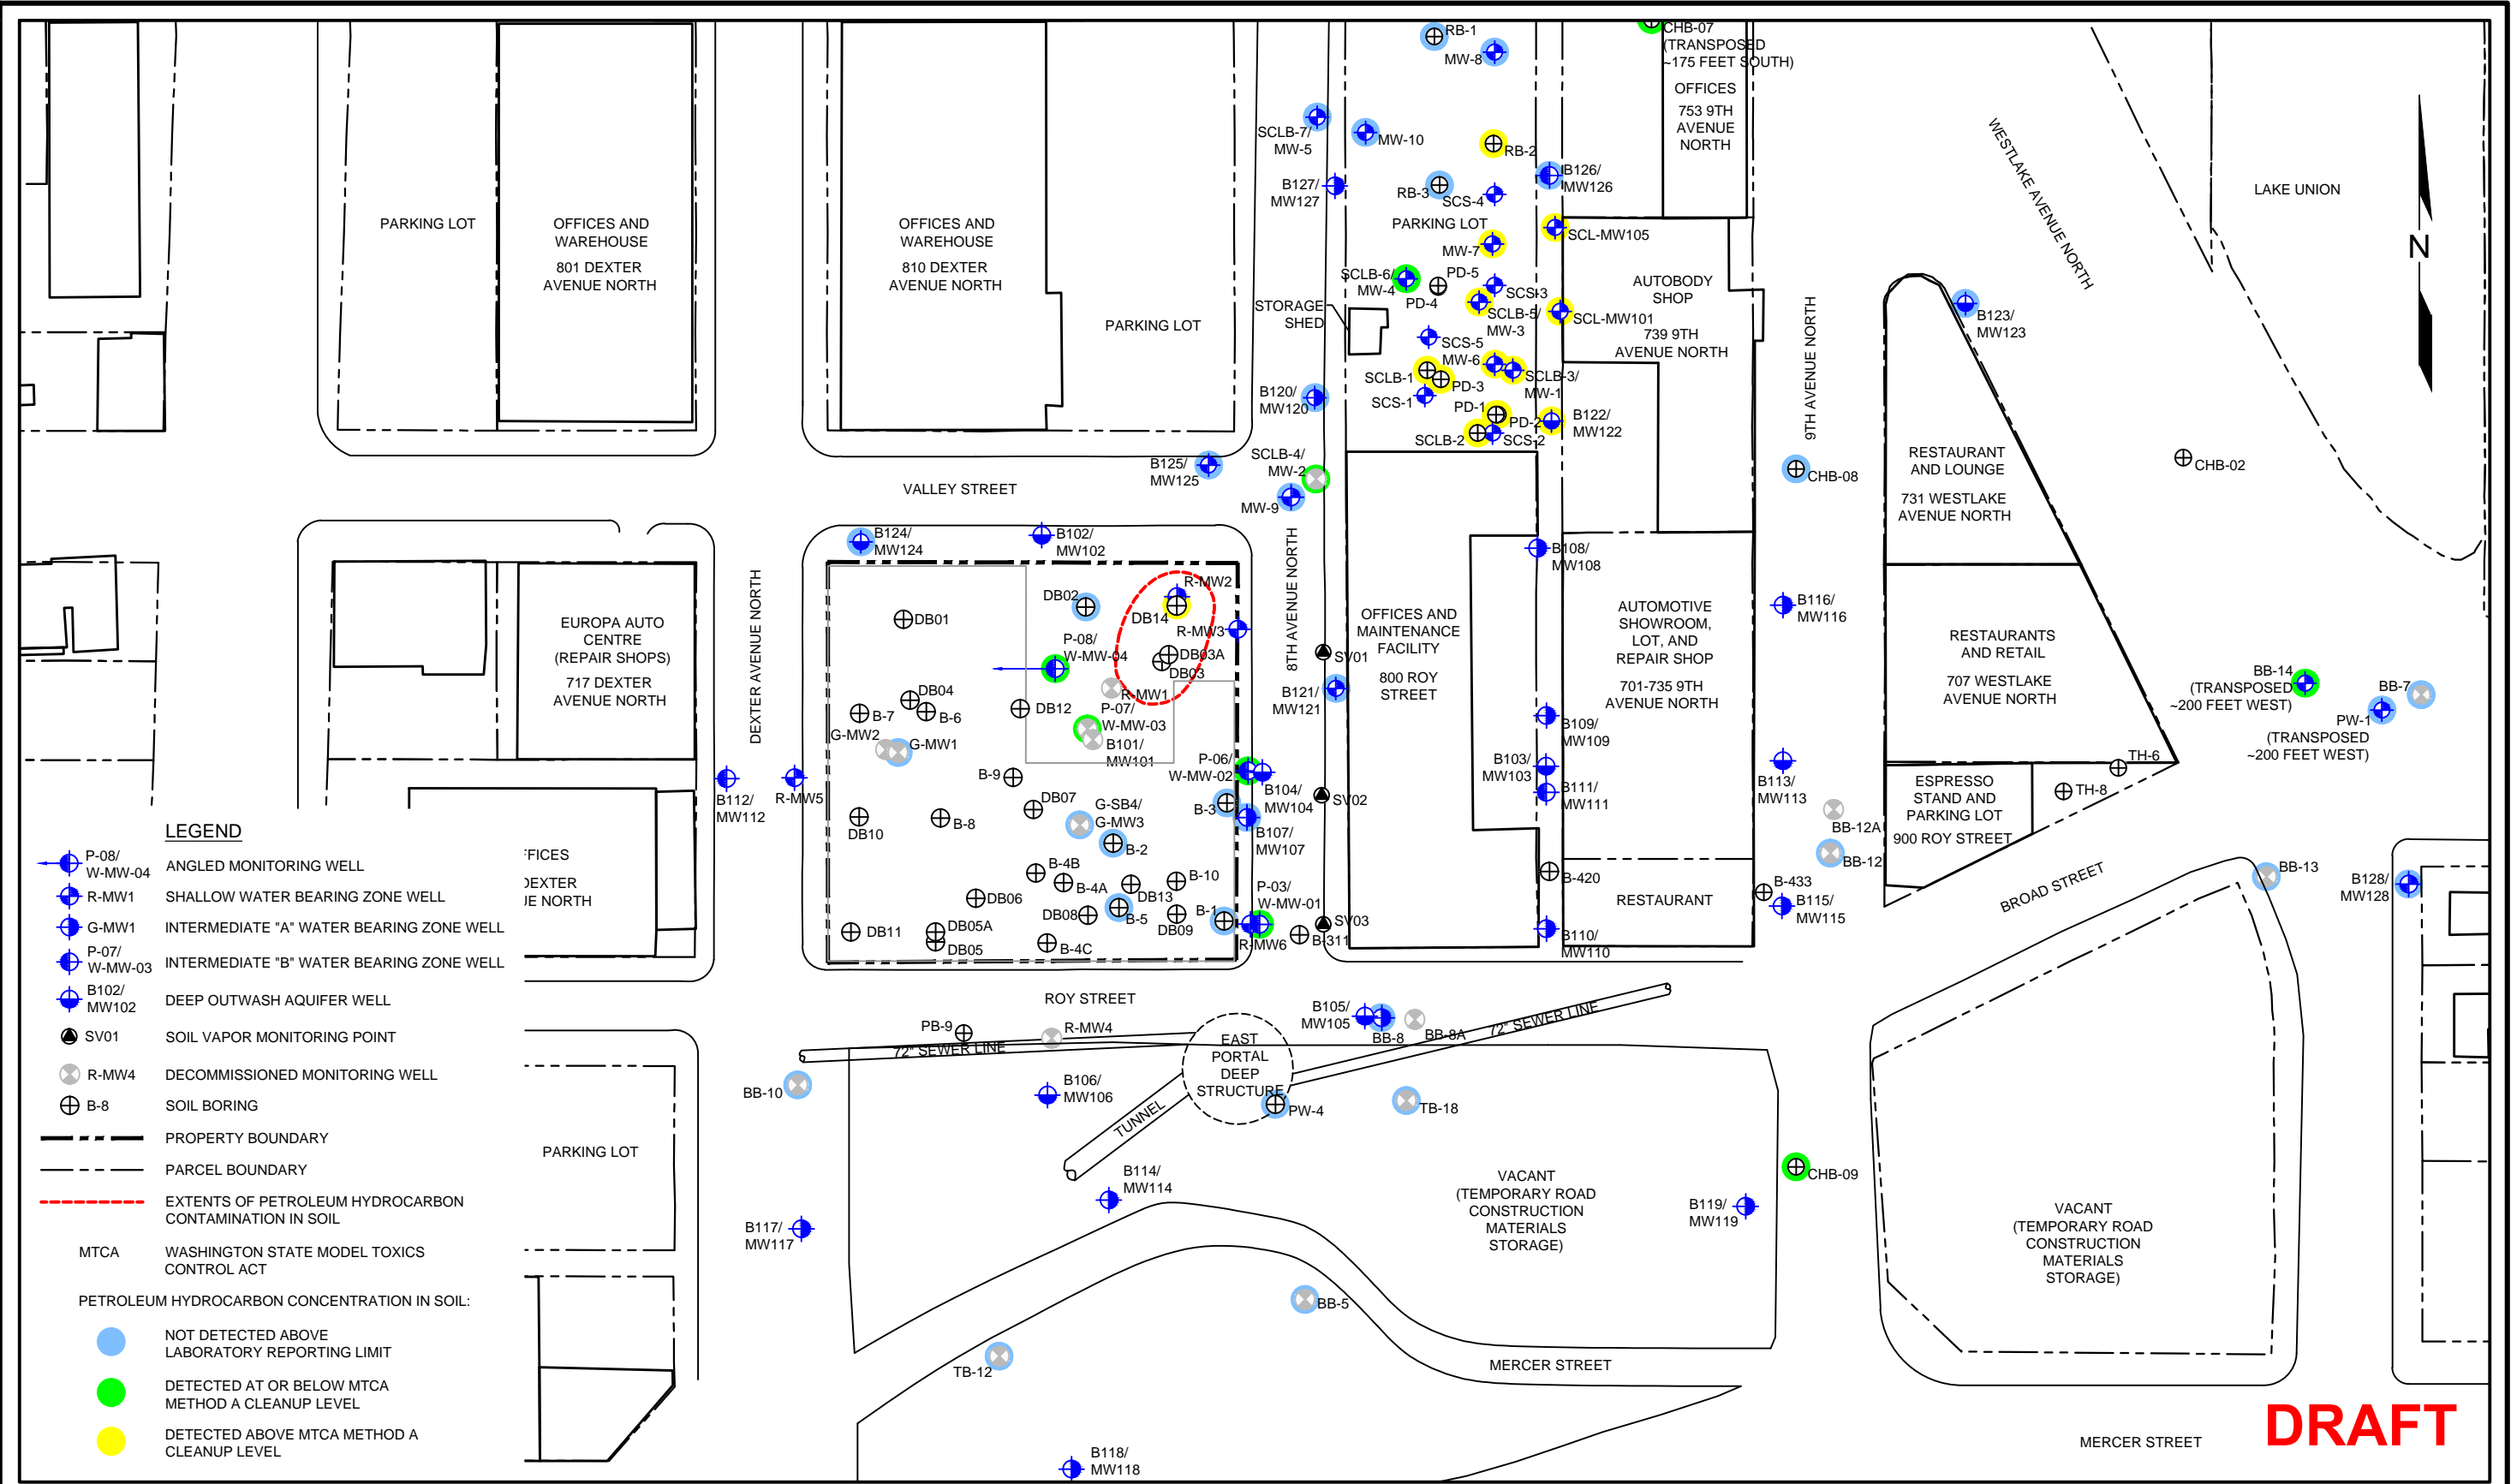 RB-1
MW-8
CHB-07
(TRANSPOSED
~175 FEET SOUTH)
OFFICES
753 9TH
AVENUE
NORTH
SCLB-7/
MW-5
MW-10
RB-2
B127/
MW127
RB-3
SCS-4
B126/
MW126
PARKING LOT
SCL-MW105
MW-7
WESTLAKE AVENUE NORTH
LAKE UNION
N
PARKING LOT
OFFICES AND
WAREHOUSE
801 DEXTER
AVENUE NORTH
OFFICES AND
WAREHOUSE
810 DEXTER
AVENUE NORTH
PARKING LOT
SCLB-6/
MW-4
PD-5
PD-4
SCS-3
SCLB-5/
MW-3
SCL-MW101
STORAGE
SHED
AUTOBODY
SHOP
739 9TH
AVENUE NORTH
9TH AVENUE NORTH
B123/
MW123
SCS-5
MW-6
SCLB-1
PD-3
SCLB-3/
MW-1
SCS-1
PD-1
PD-2
SCLB-2
SCS-2
B122/
MW122
B120/
MW120
B125/
MW125
SCLB-4/
MW-2
MW-9
VALLEY STREET
CHB-08
RESTAURANT
AND LOUNGE
731 WESTLAKE
AVENUE NORTH
CHB-02
B124/
MW124
B102/
MW102
8TH AVENUE NORTH
B108/
MW108
DEXTER AVENUE NORTH
EUROPA AUTO
CENTRE
(REPAIR SHOPS)
717 DEXTER
AVENUE NORTH
DB01
DB02
R-MW2
DB14
R-MW3
P-08/
W-MW-04
DB03A
DB03
R-MW1
SV01
OFFICES AND
MAINTENANCE
FACILITY
800 ROY
STREET
AUTOMOTIVE
SHOWROOM,
LOT, AND
REPAIR SHOP
701-735 9TH
AVENUE NORTH
B116/
MW116
RESTAURANTS
AND RETAIL
707 WESTLAKE
AVENUE NORTH
BB-14
(TRANSPOSED
~200 FEET WEST)
BB-7
PW-1
(TRANSPOSED
~200 FEET WEST)
DB04
B-7
B-6
DB12
P-07/
W-MW-03
G-MW2
G-MW1
B101/
MW101
B121/
MW121
B109/
MW109
B103/
MW103
B111/
MW111
B112/
MW112
R-MW5
B-9
P-06/
W-MW-02
B104/
MW104
SV02
B113/
MW113
TH-6
TH-8
ESPRESSO
STAND AND
PARKING LOT
900 ROY STREET
BB-12A
BB-12
DB10
B-8
DB07
G-SB4/
G-MW3
B-3
B107/
MW107
B-2
B-4B
B-4A
DB13
B-10
DB06
DB08
B-5
DB09
B-1
P-03/
W-MW-01
R-MW6
SV03
B-311
B-420
RESTAURANT
B-433
B115/
MW115
BROAD STREET
BB-13
B128/
MW128
DB11
DB05A
DB05
B-4C
B110/
MW110
ROY STREET
FFICES
DEXTER
UE NORTH
PB-9
R-MW4
72" SEWER LINE
EAST
PORTAL
DEEP
STRUCTURE
B105/
MW105
BB-8
BB-8A
72" SEWER LINE
BB-10
B106/
MW106
TUNNEL
PW-4
TB-18
PARKING LOT
B114/
MW114
B117/
MW117
VACANT
(TEMPORARY ROAD
CONSTRUCTION
MATERIALS
STORAGE)
B119/
MW119
CHB-09
VACANT
(TEMPORARY ROAD
CONSTRUCTION
MATERIALS
STORAGE)
BB-5
TB-12
MERCER STREET
B118/
MW118
MERCER STREET
DRAFT
LEGEND
P-08/
W-MW-04
ANGLED MONITORING WELL
R-MW1
SHALLOW WATER BEARING ZONE WELL
G-MW1
INTERMEDIATE "A" WATER BEARING ZONE WELL
P-07/
W-MW-03
INTERMEDIATE "B" WATER BEARING ZONE WELL
B102/
MW102
DEEP OUTWASH AQUIFER WELL
SV01
SOIL VAPOR MONITORING POINT
R-MW4
DECOMMISSIONED MONITORING WELL
B-8
SOIL BORING
PROPERTY BOUNDARY
PARCEL BOUNDARY
EXTENTS OF PETROLEUM HYDROCARBON
CONTAMINATION IN SOIL
MTCA
WASHINGTON STATE MODEL TOXICS
CONTROL ACT
PETROLEUM HYDROCARBON CONCENTRATION IN SOIL:
NOT DETECTED ABOVE
LABORATORY REPORTING LIMIT
DETECTED AT OR BELOW MTCA
METHOD A CLEANUP LEVEL
DETECTED ABOVE MTCA METHOD A
CLEANUP LEVEL